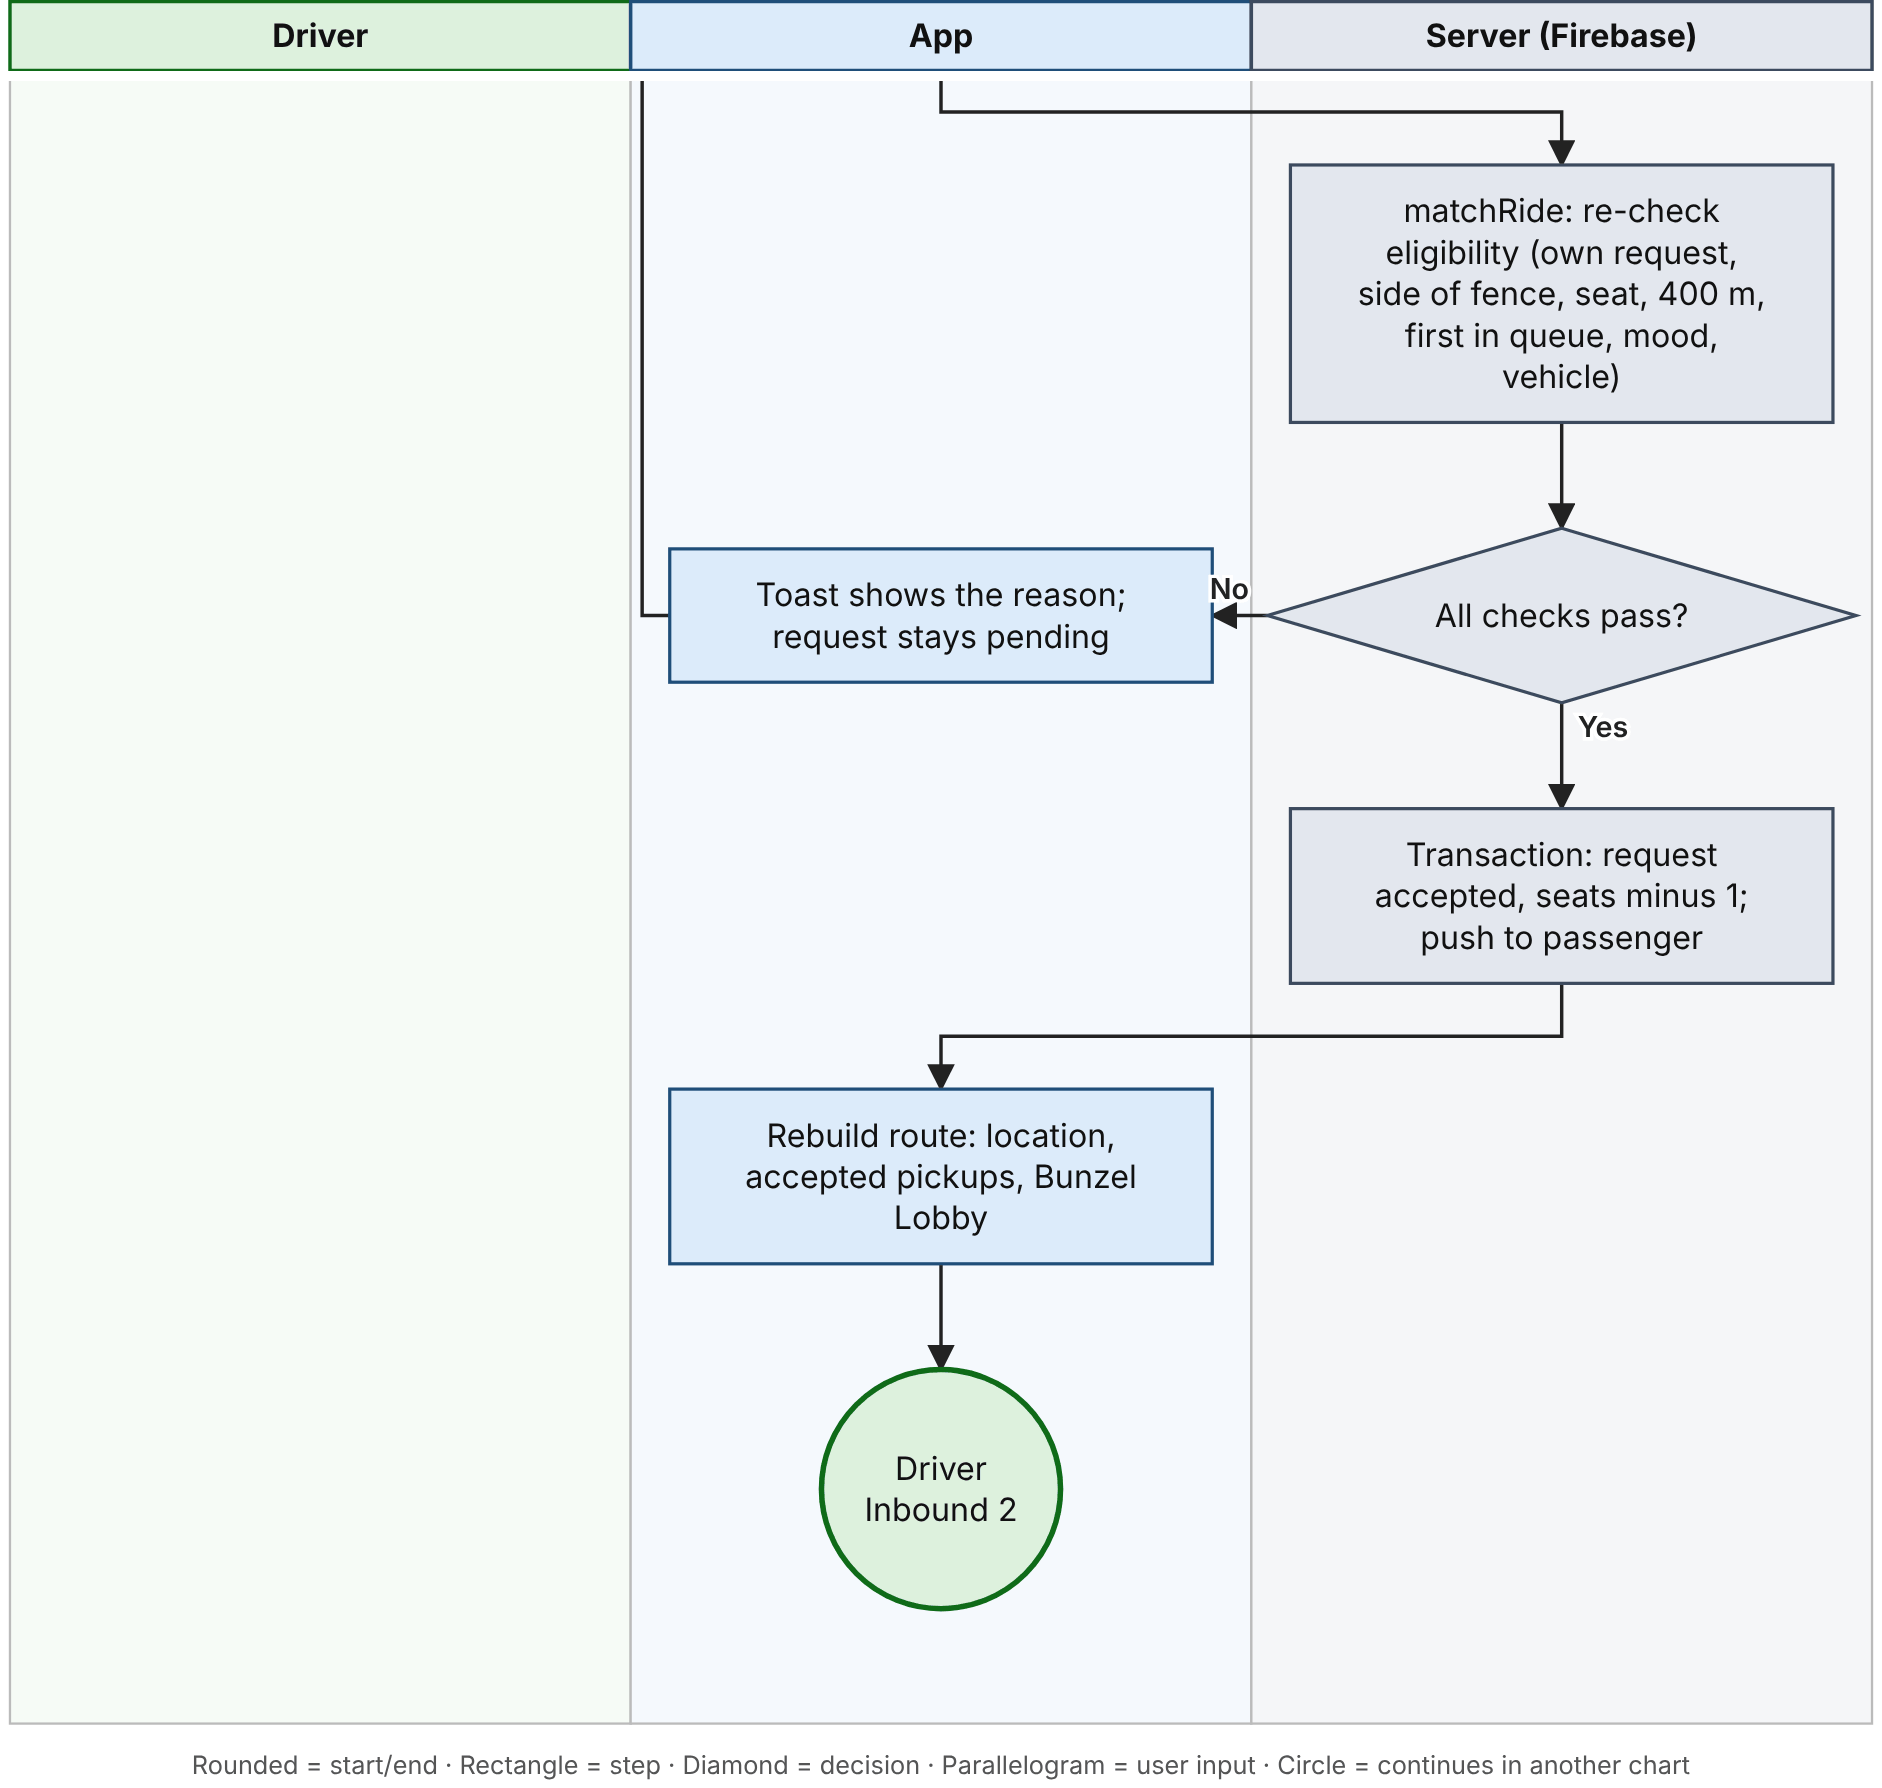 Driver
App
Server (Firebase)
matchRide: re-check
eligibility (own request,
side of fence, seat, 400 m,
first in queue, mood,
vehicle)
Toast shows the reason;
request stays pending
No
All checks pass?
Yes
Transaction: request
accepted, seats minus 1;
push to passenger
Rebuild route: location,
accepted pickups, Bunzel
Lobby
Driver
Inbound 2
Rounded = start/end · Rectangle = step · Diamond = decision · Parallelogram = user input · Circle = continues in another chart